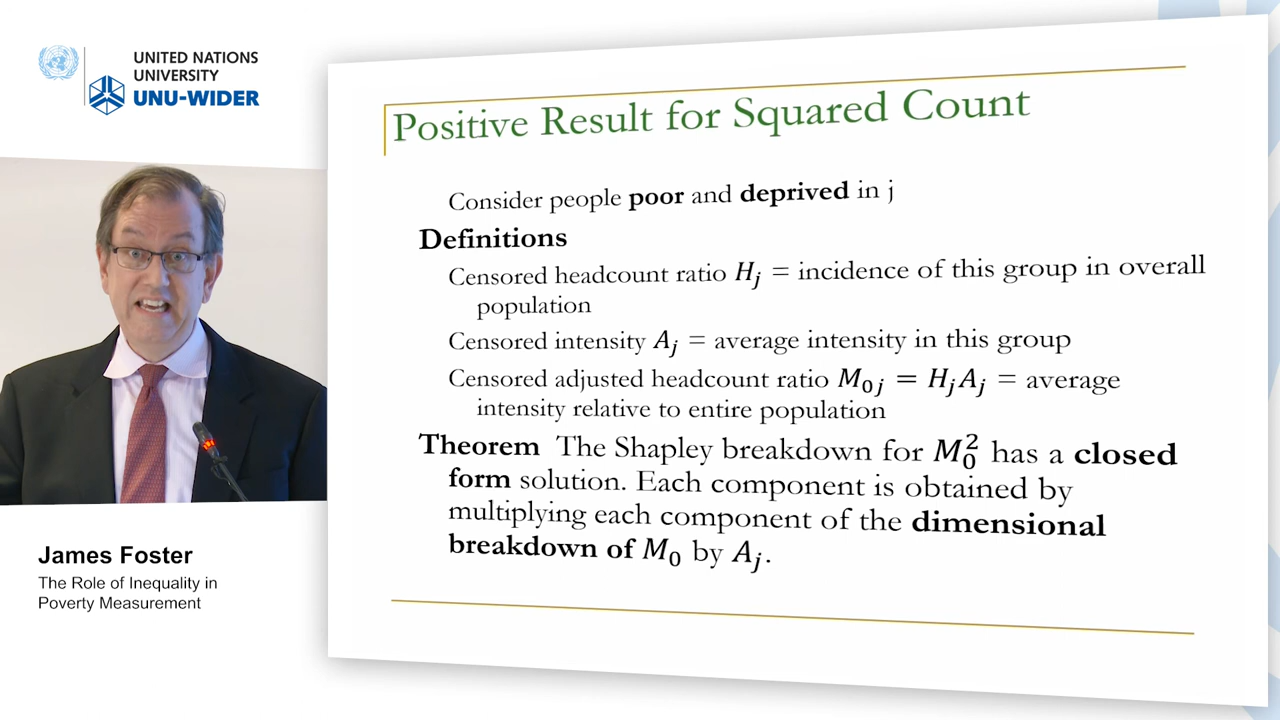 UNITED NATIONS
UNIVERSITY
UNU-WIDER
Positive Result for Squared Count
Consider people poor and deprived in j
Definitions
Censored headcount ratio Hⱼ = incidence of this group in overall
population
Censored intensity Aⱼ = average intensity in this group
Censored adjusted headcount ratio M₀ⱼ = HⱼAⱼ = average
intensity relative to entire population
Theorem The Shapley breakdown for M₀² has a closed
form solution. Each component is obtained by
multiplying each component of the dimensional
breakdown of M₀ by Aⱼ.
James Foster
The Role of Inequality in
Poverty Measurement